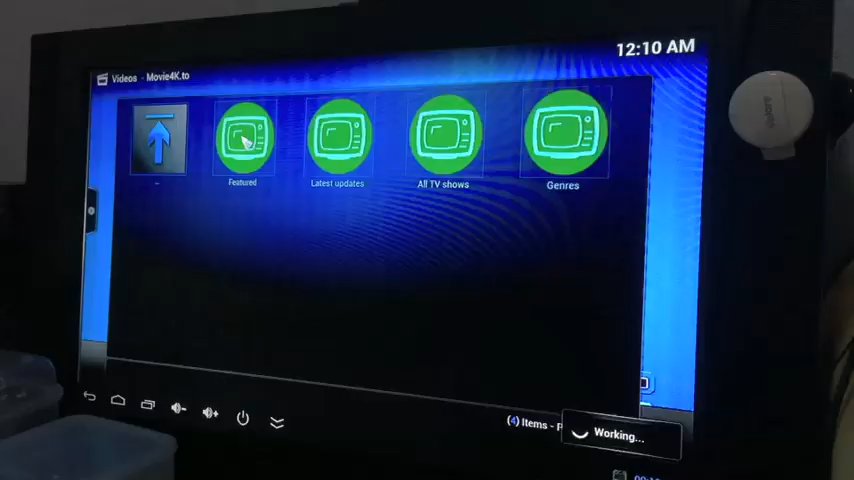 12:10 AM
Videos - Movie4K.to
Featured
Latest updates
All TV shows
Genres
(4) Items -
Working...